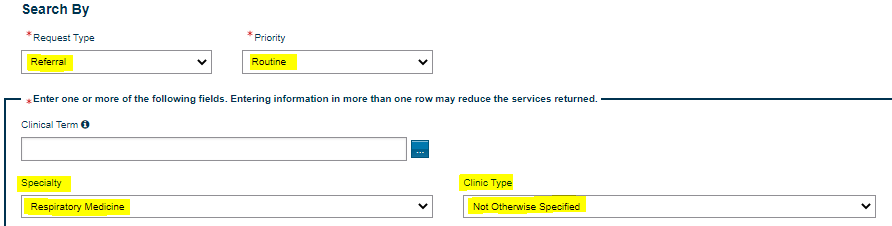 Search By
*Request Type *Priority
Referral Routine
*Enter one or more of the following fields. Entering information in more than one row may reduce the services returned.
Clinical Term
...
Specialty Clinic Type
Respiratory Medicine Not Otherwise Specified